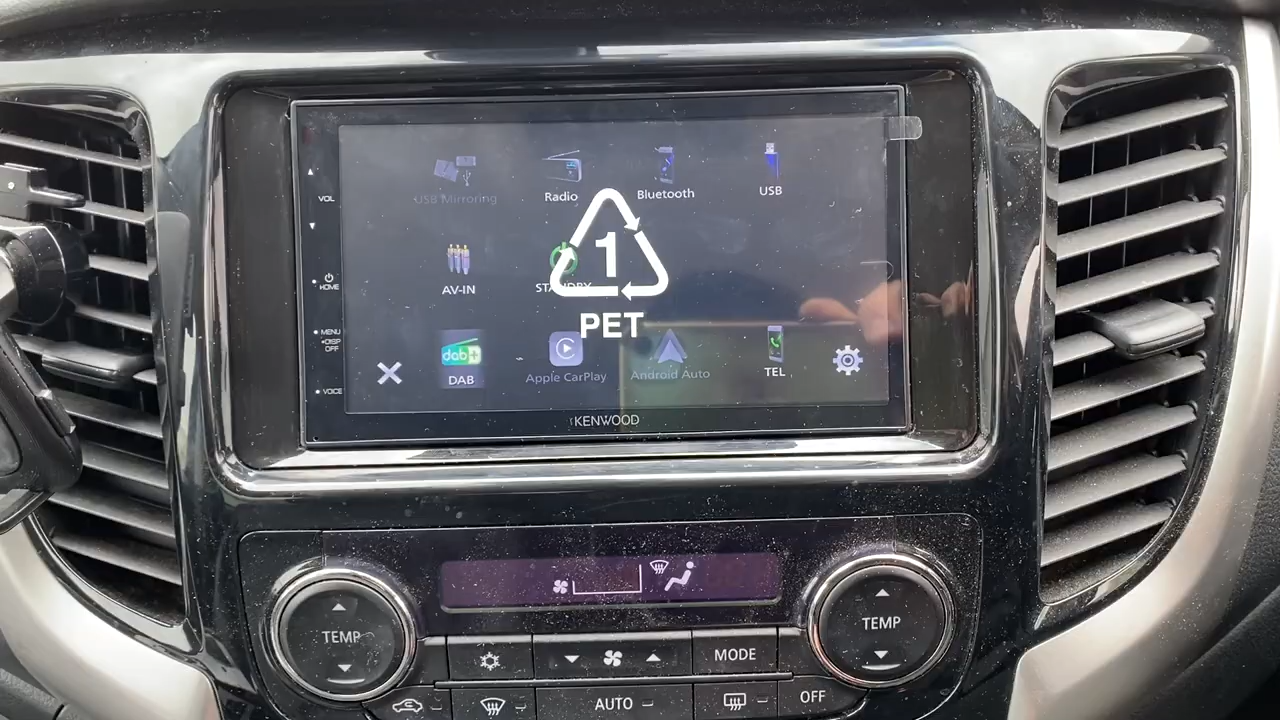 USB Mirroring
Radio
Bluetooth
USB
VOL
AV-IN
STANDBY
1
PET
HOME
MENU
DISP
OFF
VOICE
dab+
DAB
Apple CarPlay
Android Auto
TEL
KENWOOD
TEMP
TEMP
MODE
AUTO
OFF